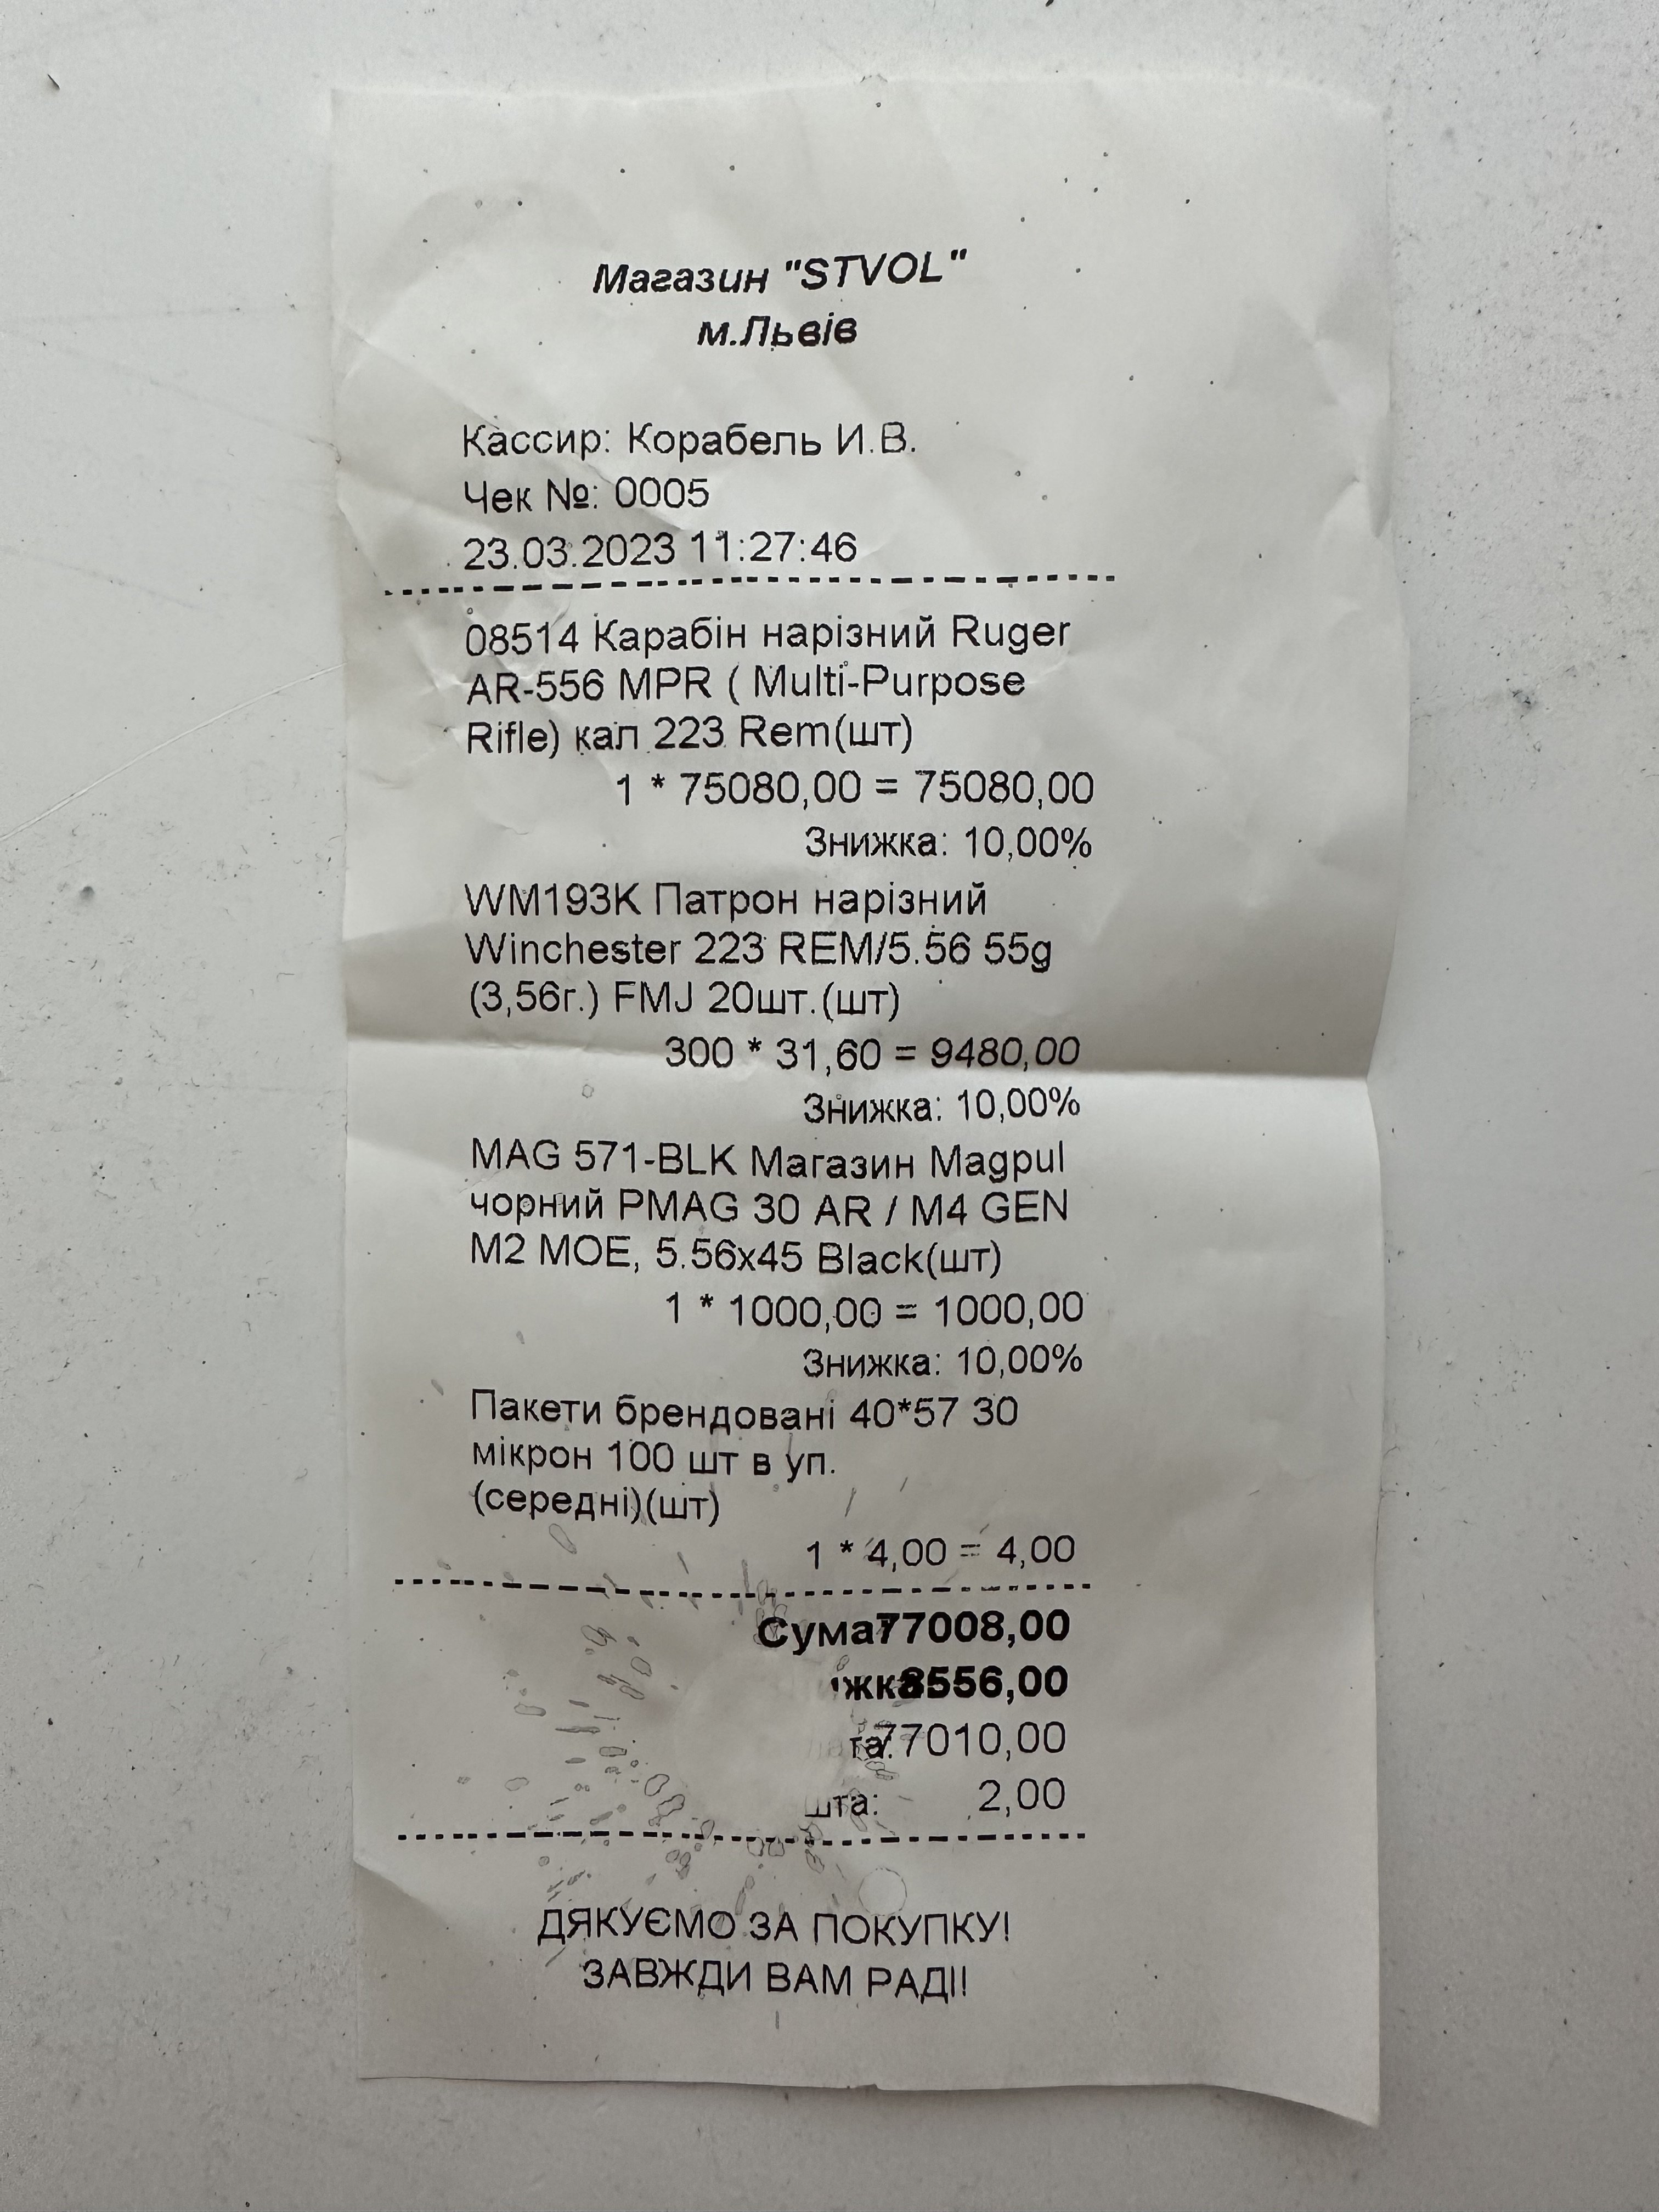 Магазин "STVOL"
м.Львів
Кассир: Корабель И.В.
Чек №: 0005
23.03.2023 11:27:46
08514 Карабін нарізний Ruger
AR-556 MPR ( Multi-Purpose
Rifle) кал 223 Rem(шт)
1 * 75080,00 = 75080,00
Знижка: 10,00%
WM193K Патрон нарізний
Winchester 223 REM/5.56 55g
(3,56г.) FMJ 20шт.(шт)
300 * 31,60 = 9480,00
Знижка: 10,00%
MAG 571-BLK Магазин Magpul
чорний PMAG 30 AR / M4 GEN
M2 MOE, 5.56x45 Black(шт)
1 * 1000,00 = 1000,00
Знижка: 10,00%
Пакети брендовані 40*57 30
мікрон 100 шт в уп.
(середні)(шт)
1 * 4,00 = 4,00
Сума 77008,00
8556,00
77010,00
2,00
ДЯКУЄМО ЗА ПОКУПКУ!
ЗАВЖДИ ВАМ РАДІ!